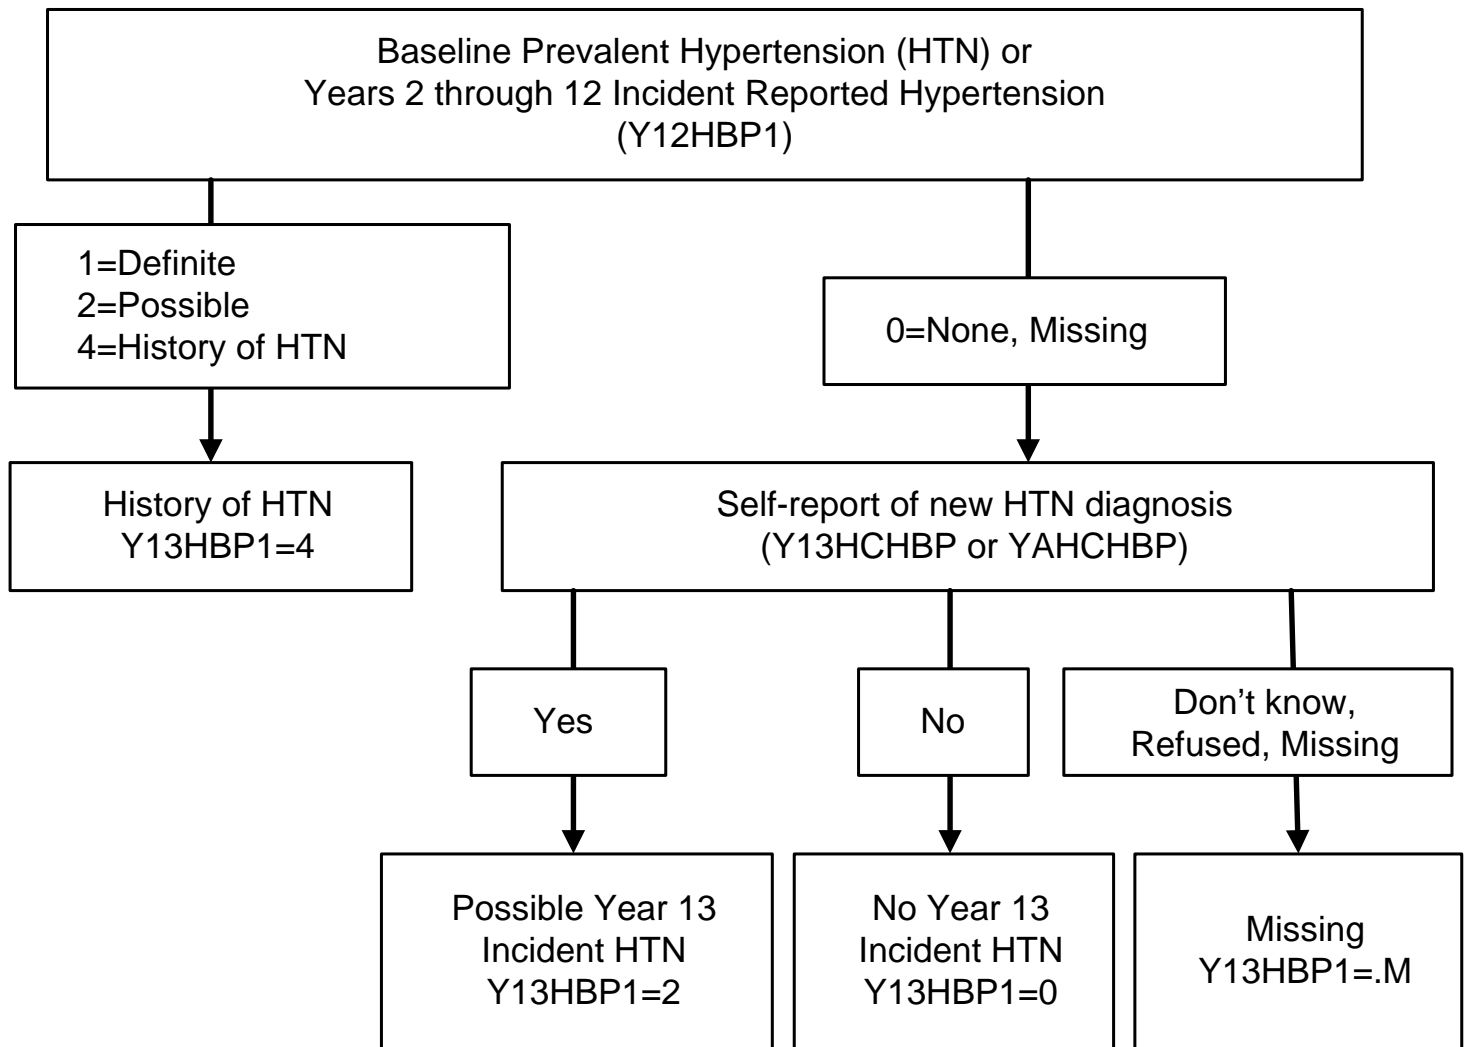 Baseline Prevalent Hypertension (HTN) or
Years 2 through 12 Incident Reported Hypertension
(Y12HBP1)
1=Definite
2=Possible
4=History of HTN
0=None, Missing
History of HTN
Y13HBP1=4
Self-report of new HTN diagnosis
(Y13HCHBP or YAHCHBP)
Yes
No
Don’t know,
Refused, Missing
Possible Year 13
Incident HTN
Y13HBP1=2
No Year 13
Incident HTN
Y13HBP1=0
Missing
Y13HBP1=.M